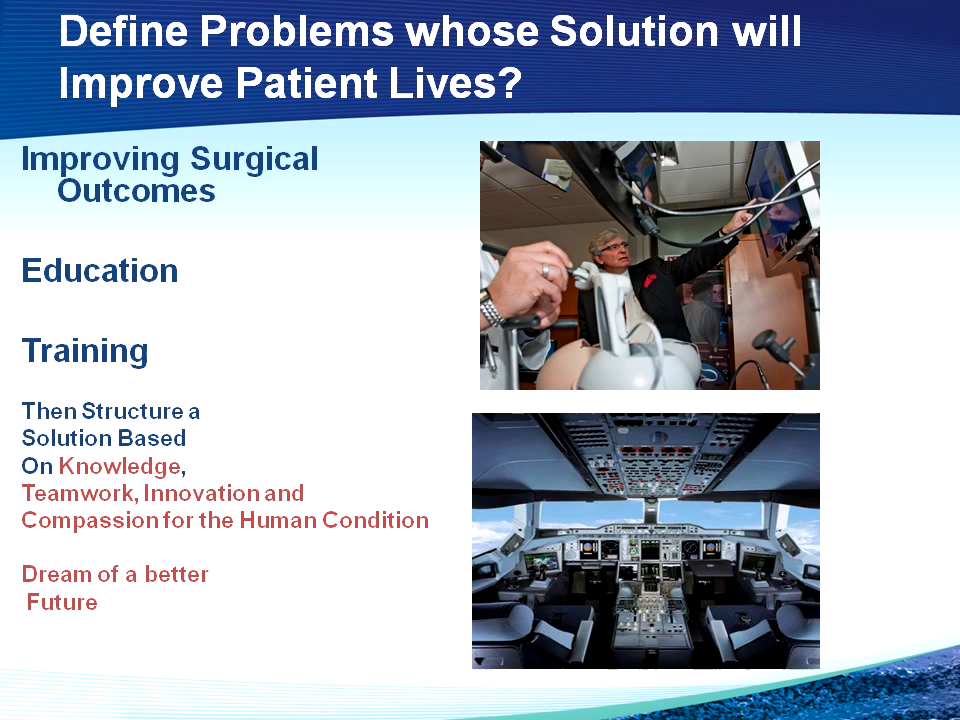 Define Problems whose Solution will
Improve Patient Lives?
Improving Surgical
Outcomes
Education
Training
Then Structure a
Solution Based
On Knowledge,
Teamwork, Innovation and
Compassion for the Human Condition
Dream of a better
Future